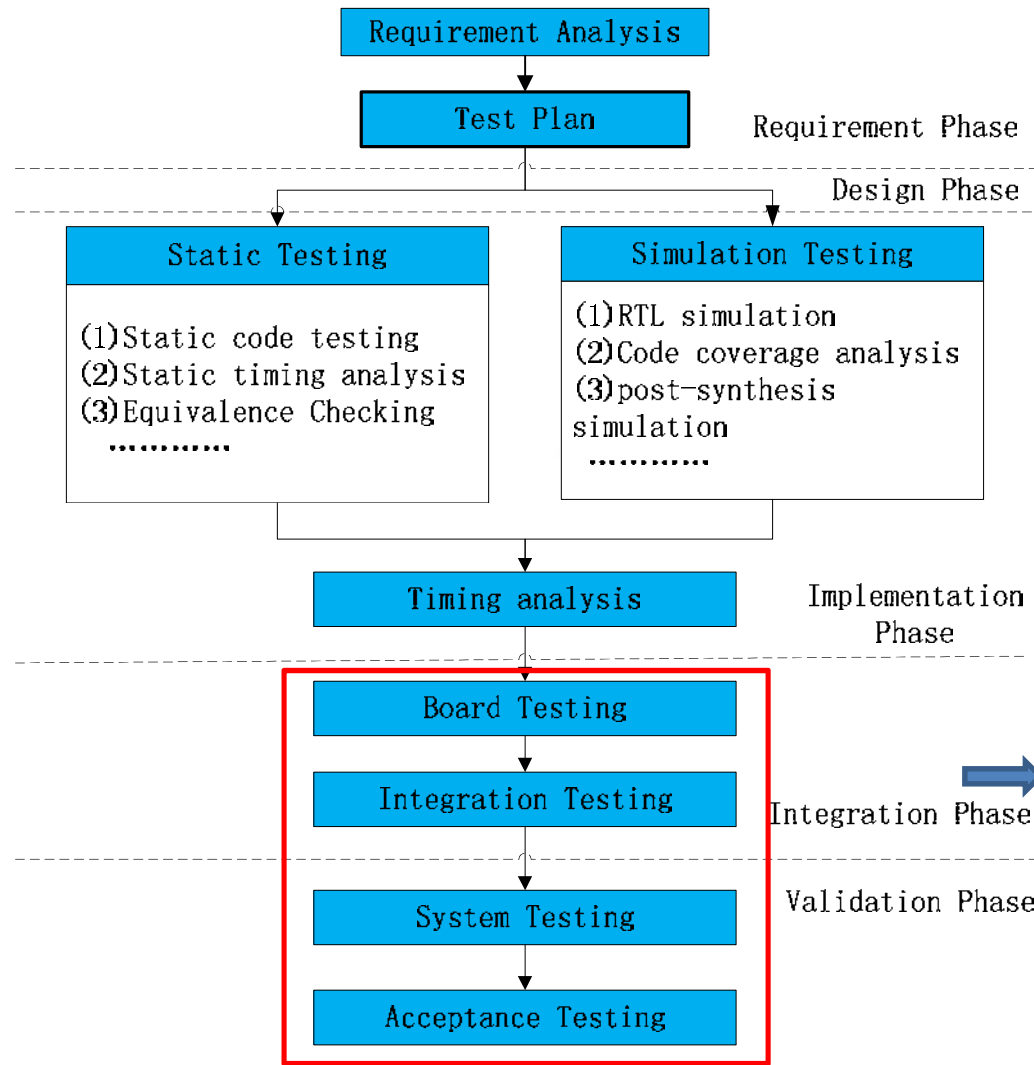 Requirement Analysis
Test Plan
Requirement Phase
Design Phase
Static Testing
(1)Static code testing
(2)Static timing analysis
(3)Equivalence Checking
…………
Simulation Testing
(1)RTL simulation
(2)Code coverage analysis
(3)post-synthesis
simulation
…………
Timing analysis
Implementation
Phase
Board Testing
Integration Testing
Integration Phase
System Testing
Validation Phase
Acceptance Testing